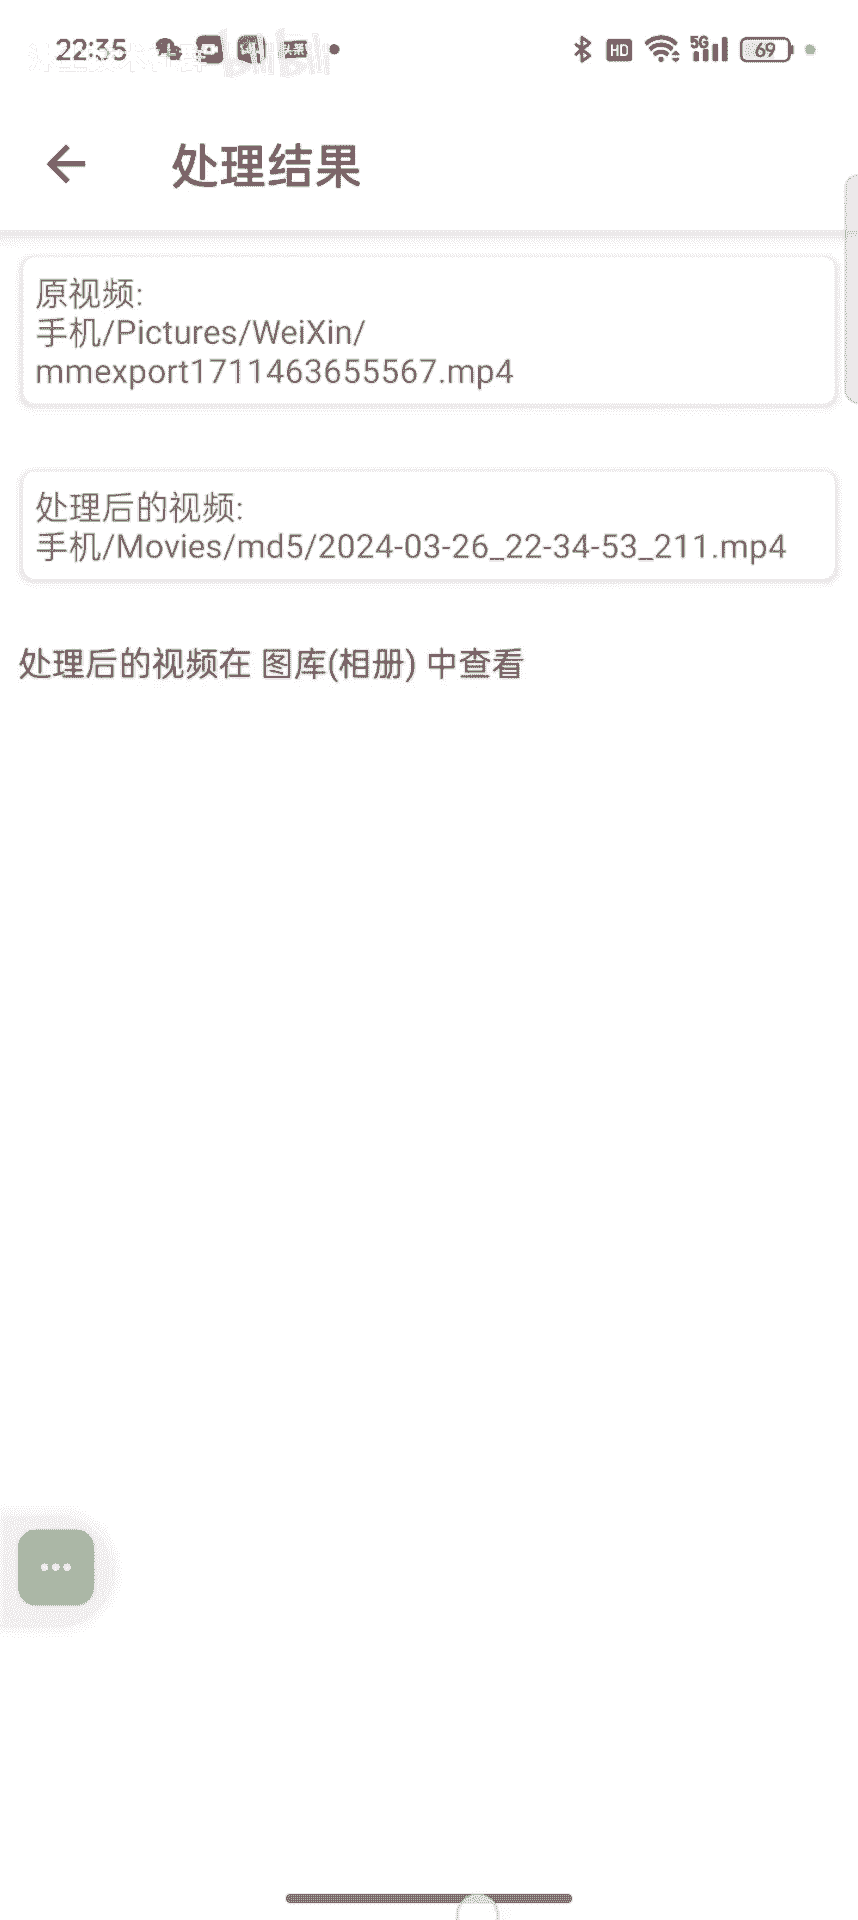 22:35
HD
5G
69
处理结果
原视频:
手机/Pictures/WeiXin/
mmexport1711463655567.mp4
处理后的视频:
手机/Movies/md5/2024-03-26_22-34-53_211.mp4
处理后的视频在 图库(相册) 中查看